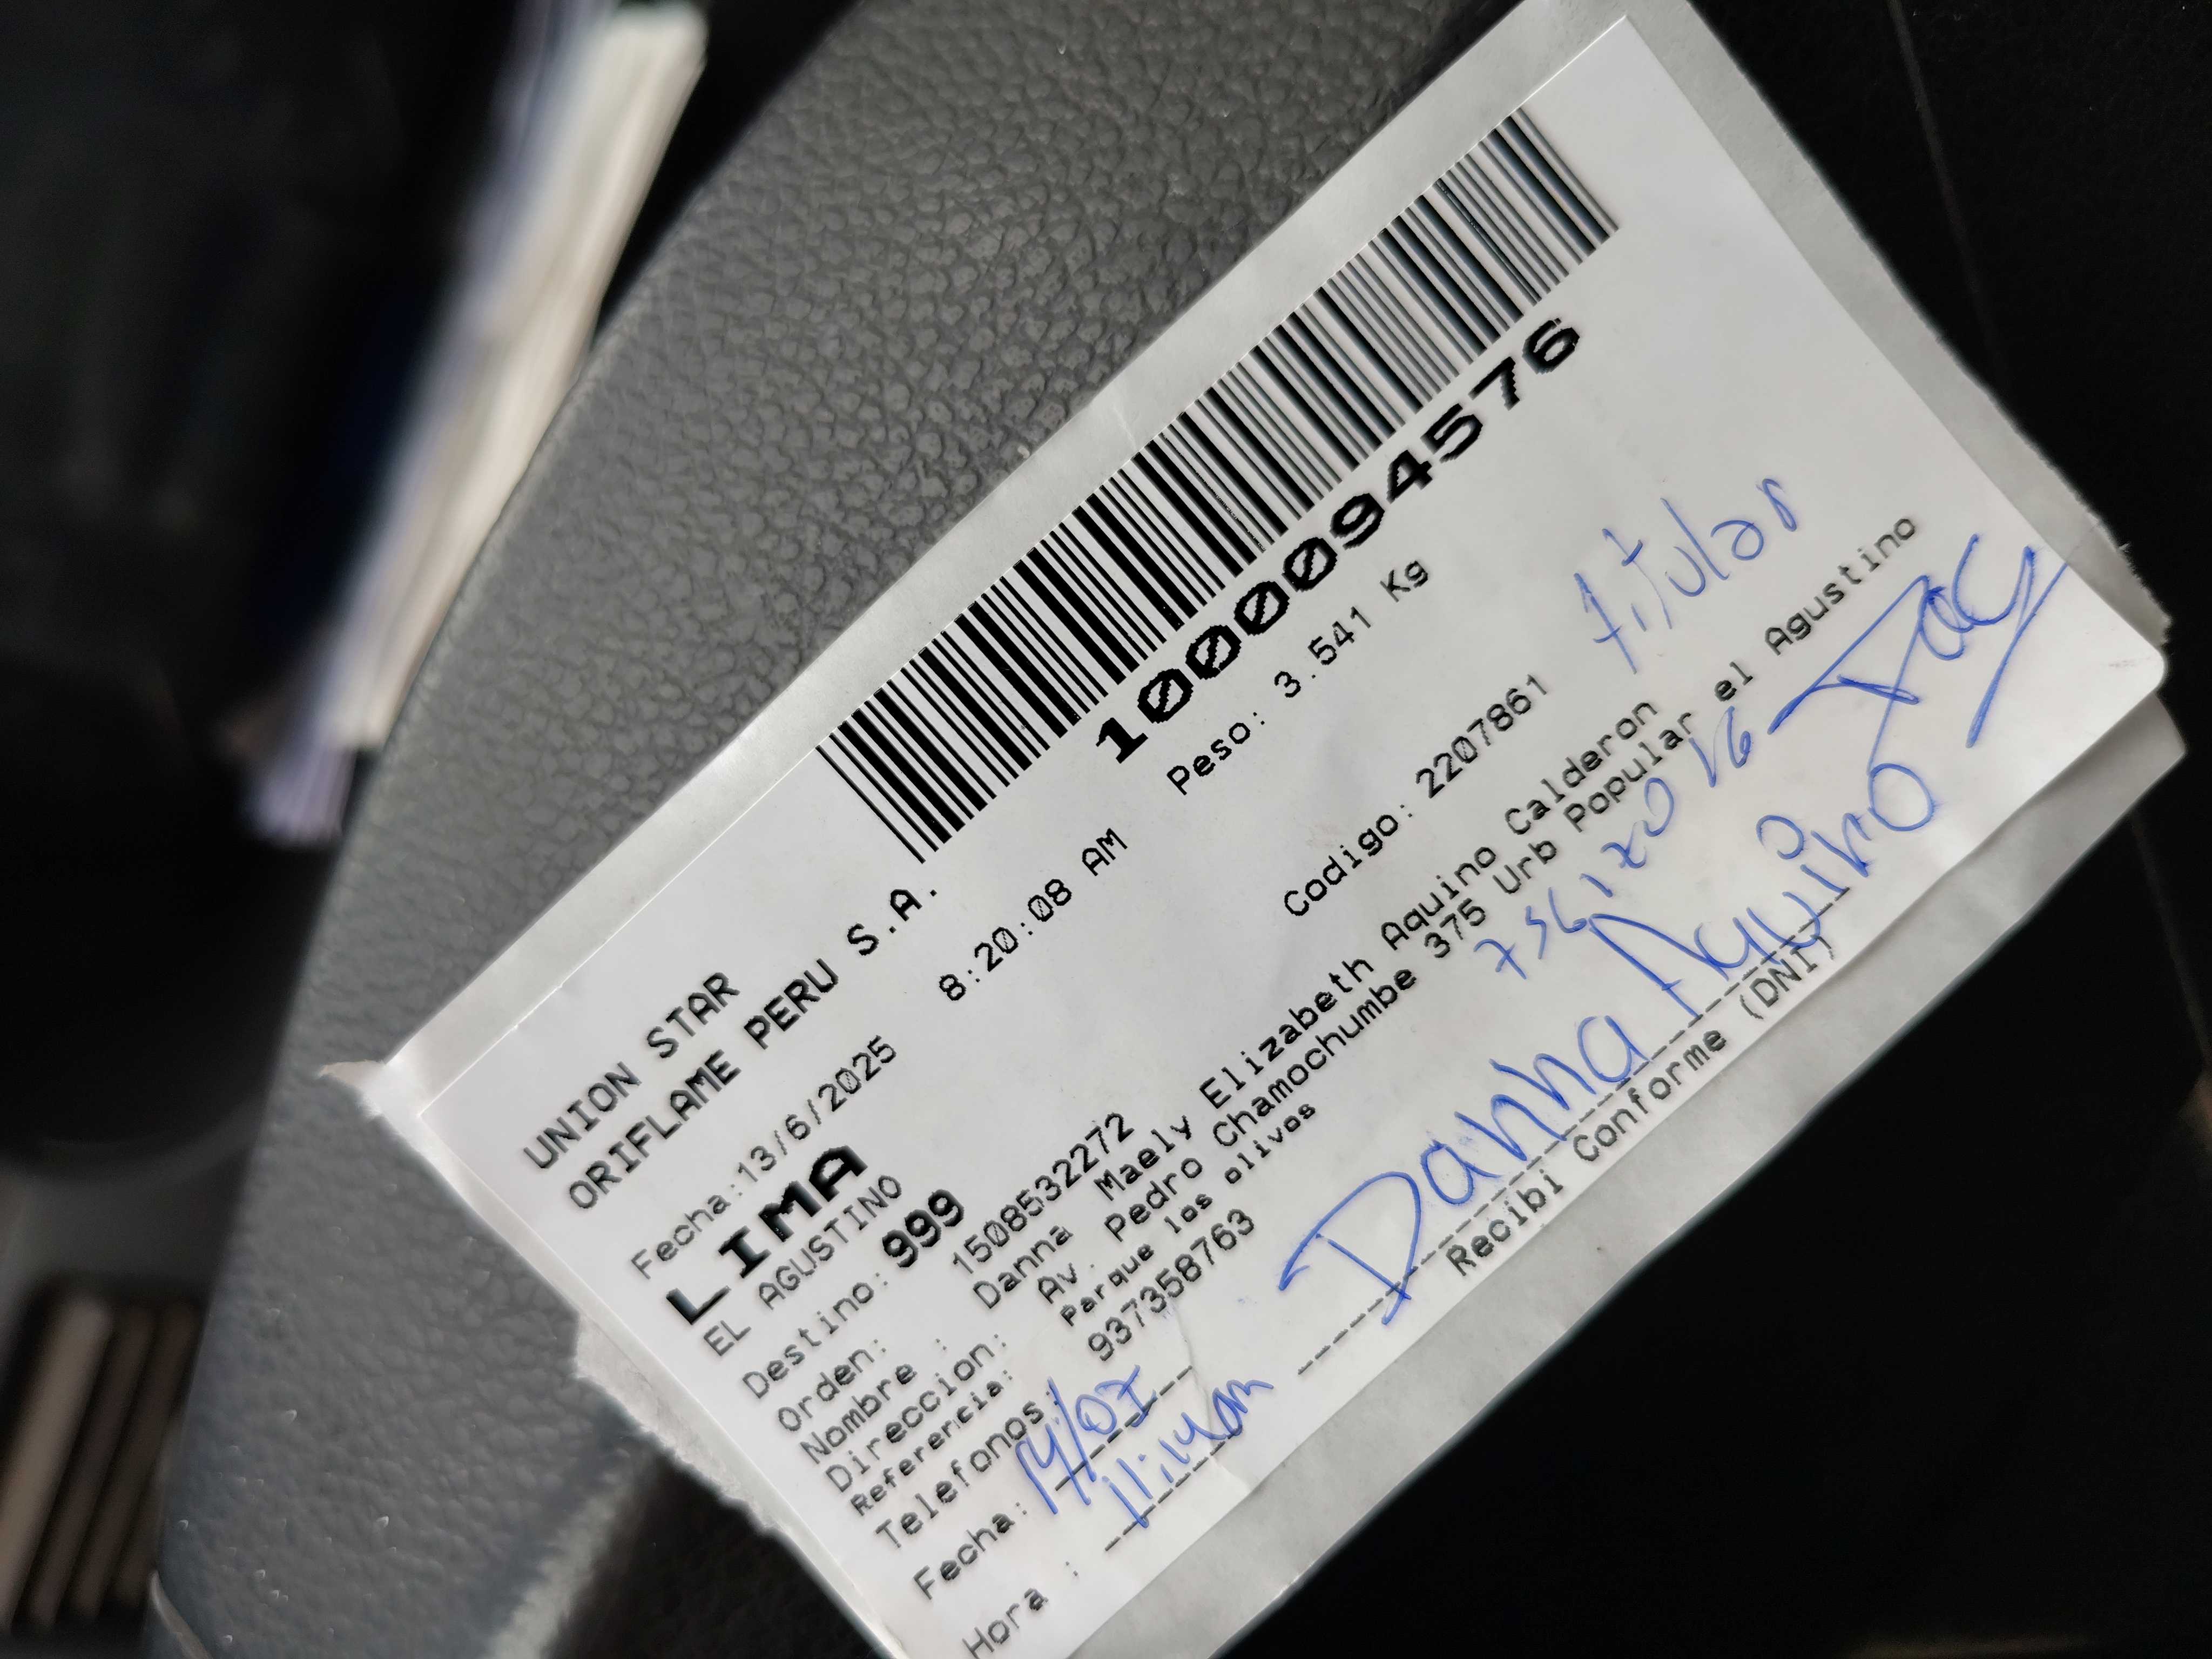 1000094576
UNION STAR
ORIFLAME PERU S.A.
Fecha:13/6/2025 8:20:08 AM Peso: 3.541 Kg
LIMA
EL AGUSTINO
Destino: 999 Codigo: 2207861 titular
Orden: 1508532272
Nombre : Danna Maely Elizabeth Aquino Calderon
Direccion: Av. Pedro Chamochumbe 375 Urb Popular el Agustino
Referencia: Parque los olivos
Telefonos: 937358763
Fecha: 14/07
Hora :
Danna Aquino
Recibi Conforme (DNI)